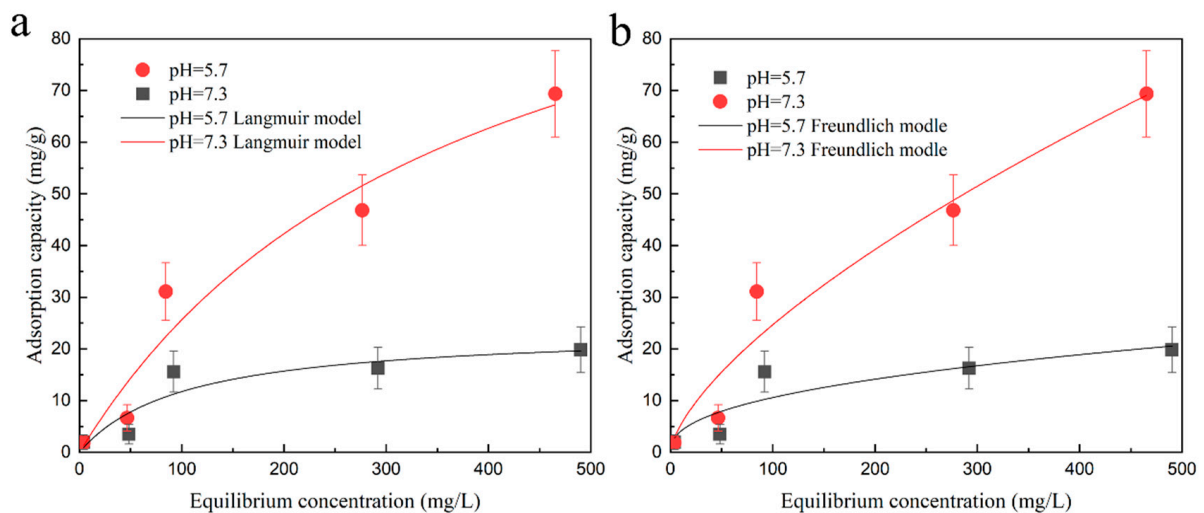 a
80
70
60
50
40
30
20
10
0
Adsorption capacity (mg/g)
pH=5.7
pH=7.3
pH=5.7 Langmuir model
pH=7.3 Langmuir model
0
100
200
300
400
500
Equilibrium concentration (mg/L)
b
80
70
60
50
40
30
20
10
0
Adsorption capacity (mg/g)
pH=5.7
pH=7.3
pH=5.7 Freundlich modle
pH=7.3 Freundlich modle
0
100
200
300
400
500
Equilibrium concentration (mg/L)